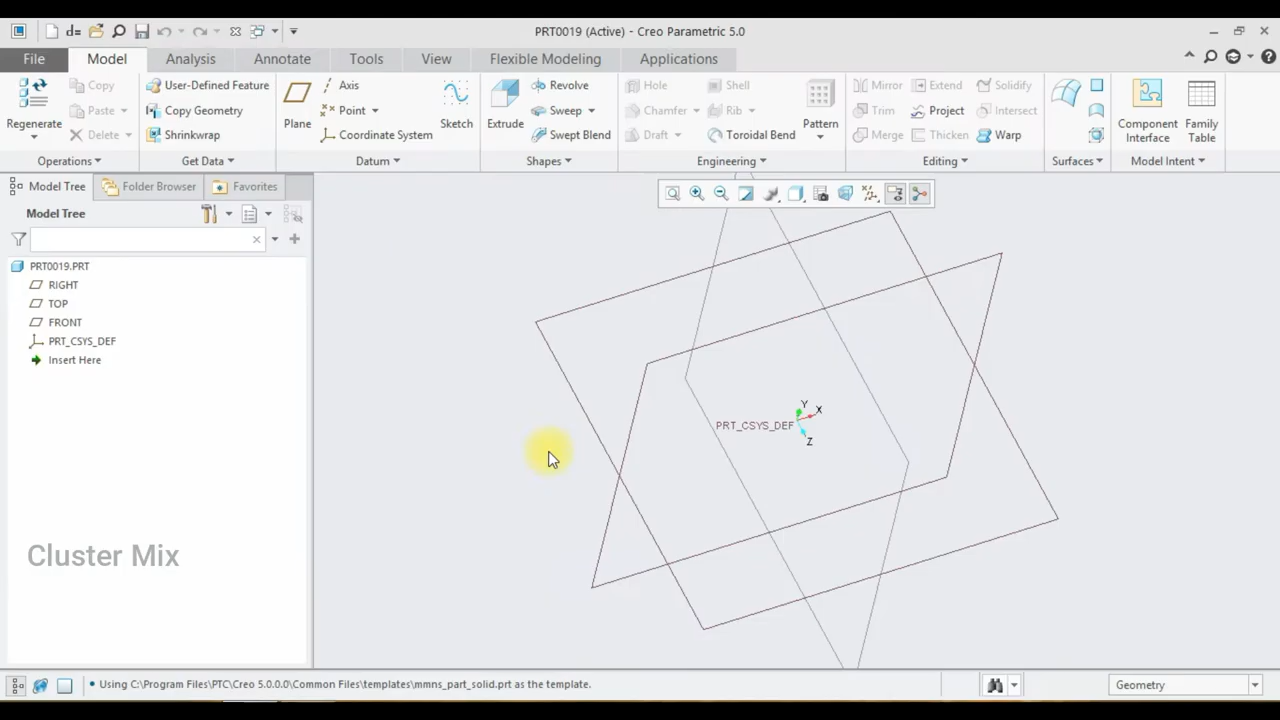 PRT0019 (Active) - Creo Parametric 5.0
File Model Analysis Annotate Tools View Flexible Modeling Applications
Regenerate
Copy
Paste
Delete
Operations
User-Defined Feature
Copy Geometry
Shrinkwrap
Get Data
Plane
Axis
Point
Coordinate System
Sketch
Datum
Extrude
Revolve
Sweep
Swept Blend
Shapes
Hole
Chamfer
Draft
Shell
Rib
Toroidal Bend
Pattern
Engineering
Mirror
Trim
Merge
Extend
Project
Thicken
Solidify
Intersect
Warp
Editing
Surfaces
Component
Interface
Family
Table
Model Intent
Model Tree Folder Browser Favorites
Model Tree
PRT0019.PRT
RIGHT
TOP
FRONT
PRT_CSYS_DEF
Insert Here
Y
X
PRT_CSYS_DEF
Z
Cluster Mix
• Using C:\Program Files\PTC\Creo 5.0.0.0\Common Files\templates\mmns_part_solid.prt as the template.
Geometry